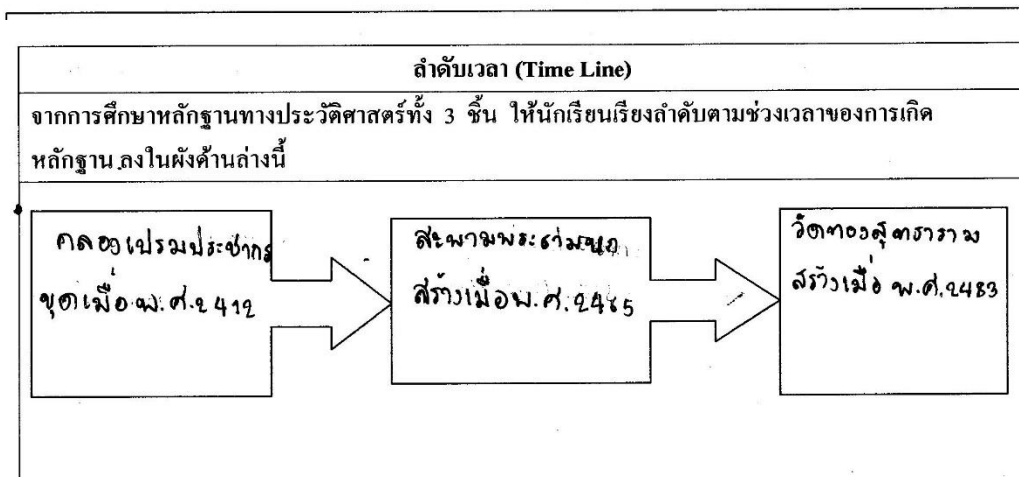 ลำดับเวลา (Time Line)
จากการศึกษาหลักฐานทางประวัติศาสตร์ทั้ง 3 ชิ้น ให้นักเรียนเรียงลำดับตามช่วงเวลาของการเกิด
หลักฐาน ลงในผังด้านล่างนี้
คลองเปรมประชากร
ขุดเมื่อ พ.ศ. 2412
สะพานพระราม
สร้างเมื่อ พ.ศ. 2465
วัดทองสุทธาราม
สร้างเมื่อ พ.ศ. 2483